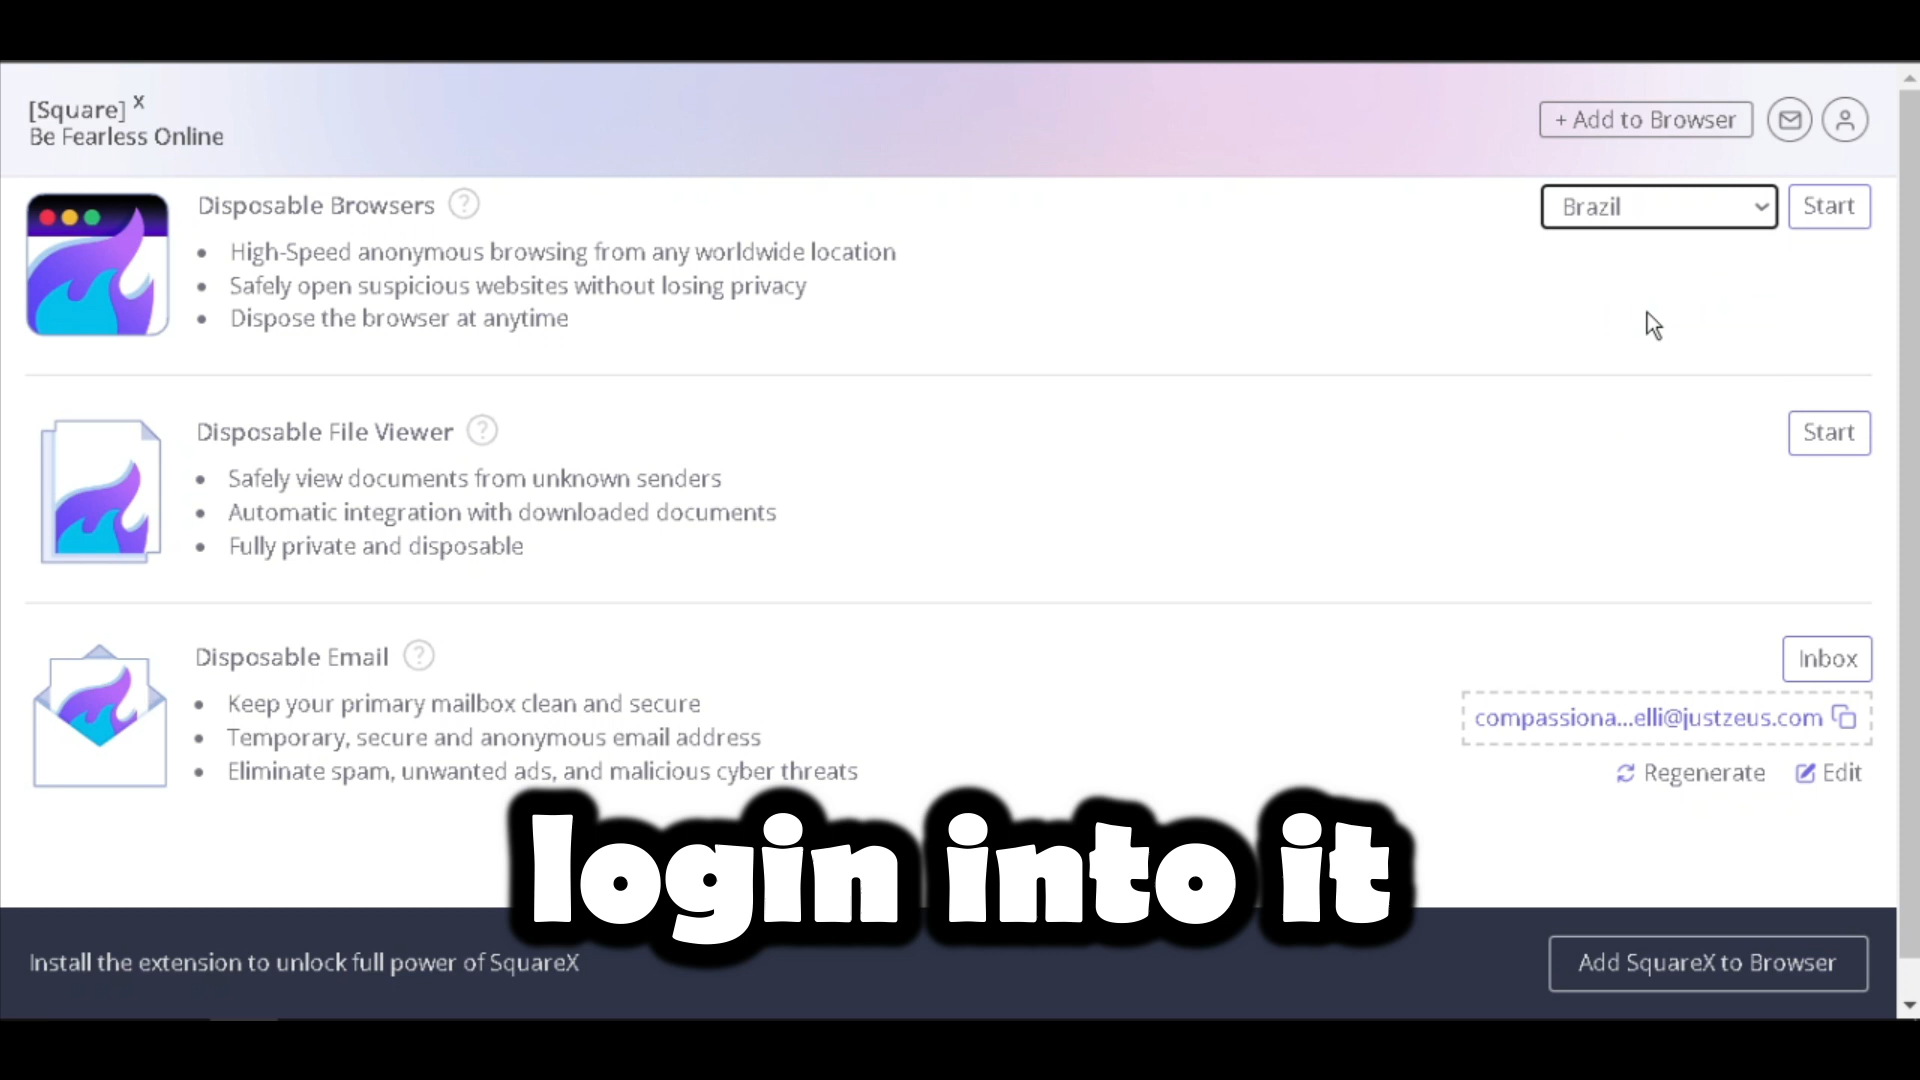 [Square] X
Be Fearless Online
+ Add to Browser
Disposable Browsers ?
Brazil
Start
High-Speed anonymous browsing from any worldwide location
Safely open suspicious websites without losing privacy
Dispose the browser at anytime
Disposable File Viewer ?
Start
Safely view documents from unknown senders
Automatic integration with downloaded documents
Fully private and disposable
Disposable Email ?
Inbox
Keep your primary mailbox clean and secure
compassiona...elli@justzeus.com
Temporary, secure and anonymous email address
Eliminate spam, unwanted ads, and malicious cyber threats
Regenerate
Edit
login into it
Install the extension to unlock full power of SquareX
Add SquareX to Browser